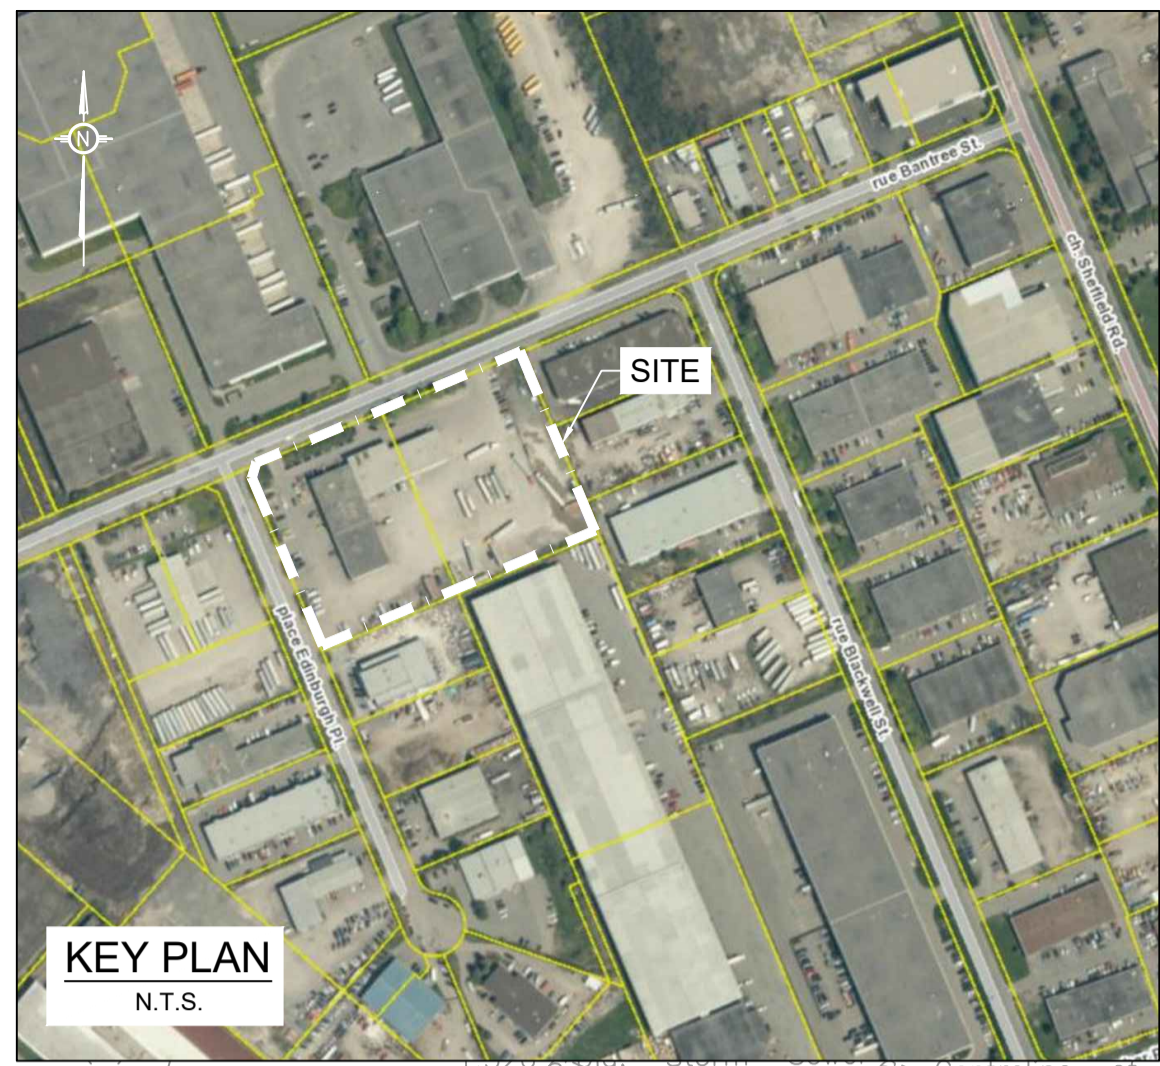 N
rue Bantree St.
ch. Sheffield Rd.
SITE
place Edinburgh Pl.
rue Blackwell St.
KEY PLAN
N.T.S.